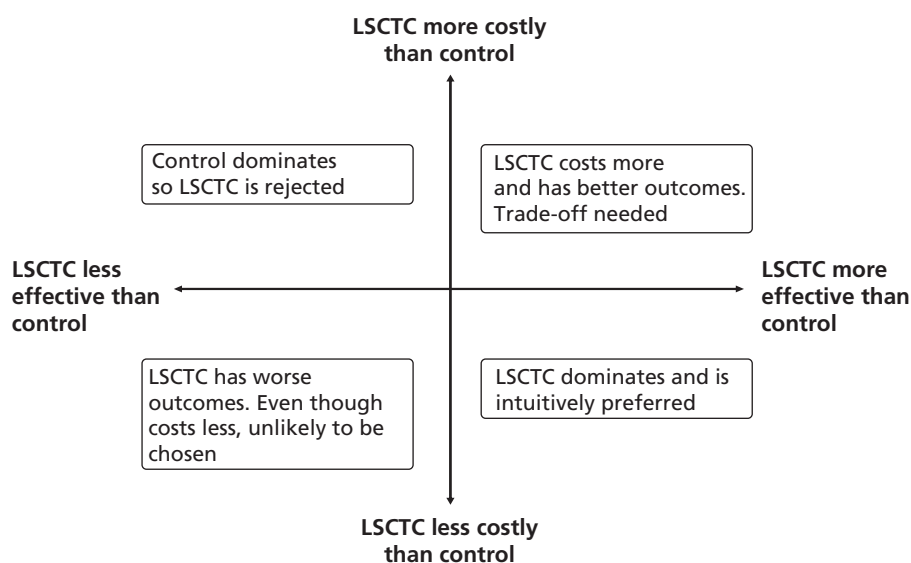 LSCTC more costly
than control
Control dominates
so LSCTC is rejected
LSCTC costs more
and has better outcomes.
Trade-off needed
LSCTC less
effective than
control
LSCTC more
effective than
control
LSCTC has worse
outcomes. Even though
costs less, unlikely to be
chosen
LSCTC dominates and is
intuitively preferred
LSCTC less costly
than control